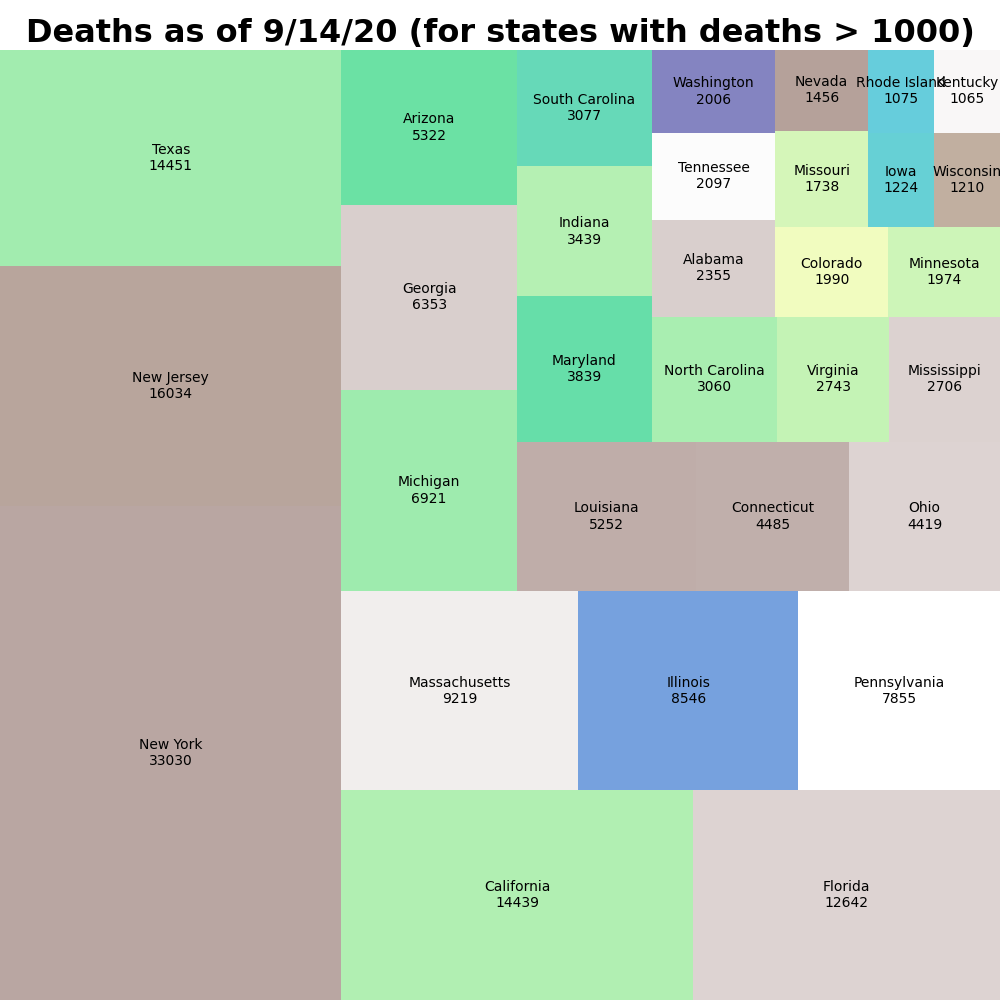 Deaths as of 9/14/20 (for states with deaths > 1000)
Texas
14451
New Jersey
16034
New York
33030
Arizona
5322
Georgia
6353
Michigan
6921
South Carolina
3077
Indiana
3439
Maryland
3839
Washington
2006
Tennessee
2097
Alabama
2355
Nevada
1456
Missouri
1738
Rhode Island
1075
Kentucky
1065
Iowa
1224
Wisconsin
1210
Colorado
1990
Minnesota
1974
North Carolina
3060
Virginia
2743
Mississippi
2706
Louisiana
5252
Connecticut
4485
Ohio
4419
Massachusetts
9219
Illinois
8546
Pennsylvania
7855
California
14439
Florida
12642